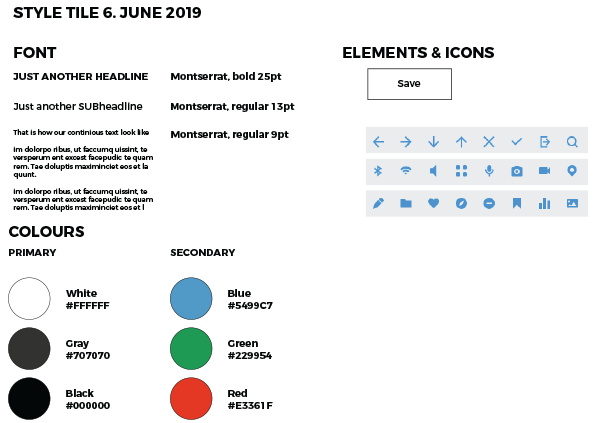 STYLE TILE 6. JUNE 2019
FONT
JUST ANOTHER HEADLINE
Montserrat, bold 25pt
Just another SUBheadline
Montserrat, regular 13pt
That is how our continious text look like
Montserrat, regular 9pt
im dolorpo ribus, ut faccumq uissint, te
versperum ent excest facepudic te quam
rem. Tae doluptis maximinciet eos et la
quunt.
im dolorpo ribus, ut faccumq uissint, te
versperum ent excest facepudic te quam
rem. Tae doluptis maximinciet eos et l
ELEMENTS & ICONS
Save
COLOURS
PRIMARY
White
#FFFFFF
Gray
#707070
Black
#000000
SECONDARY
Blue
#5499C7
Green
#229954
Red
#E3361F